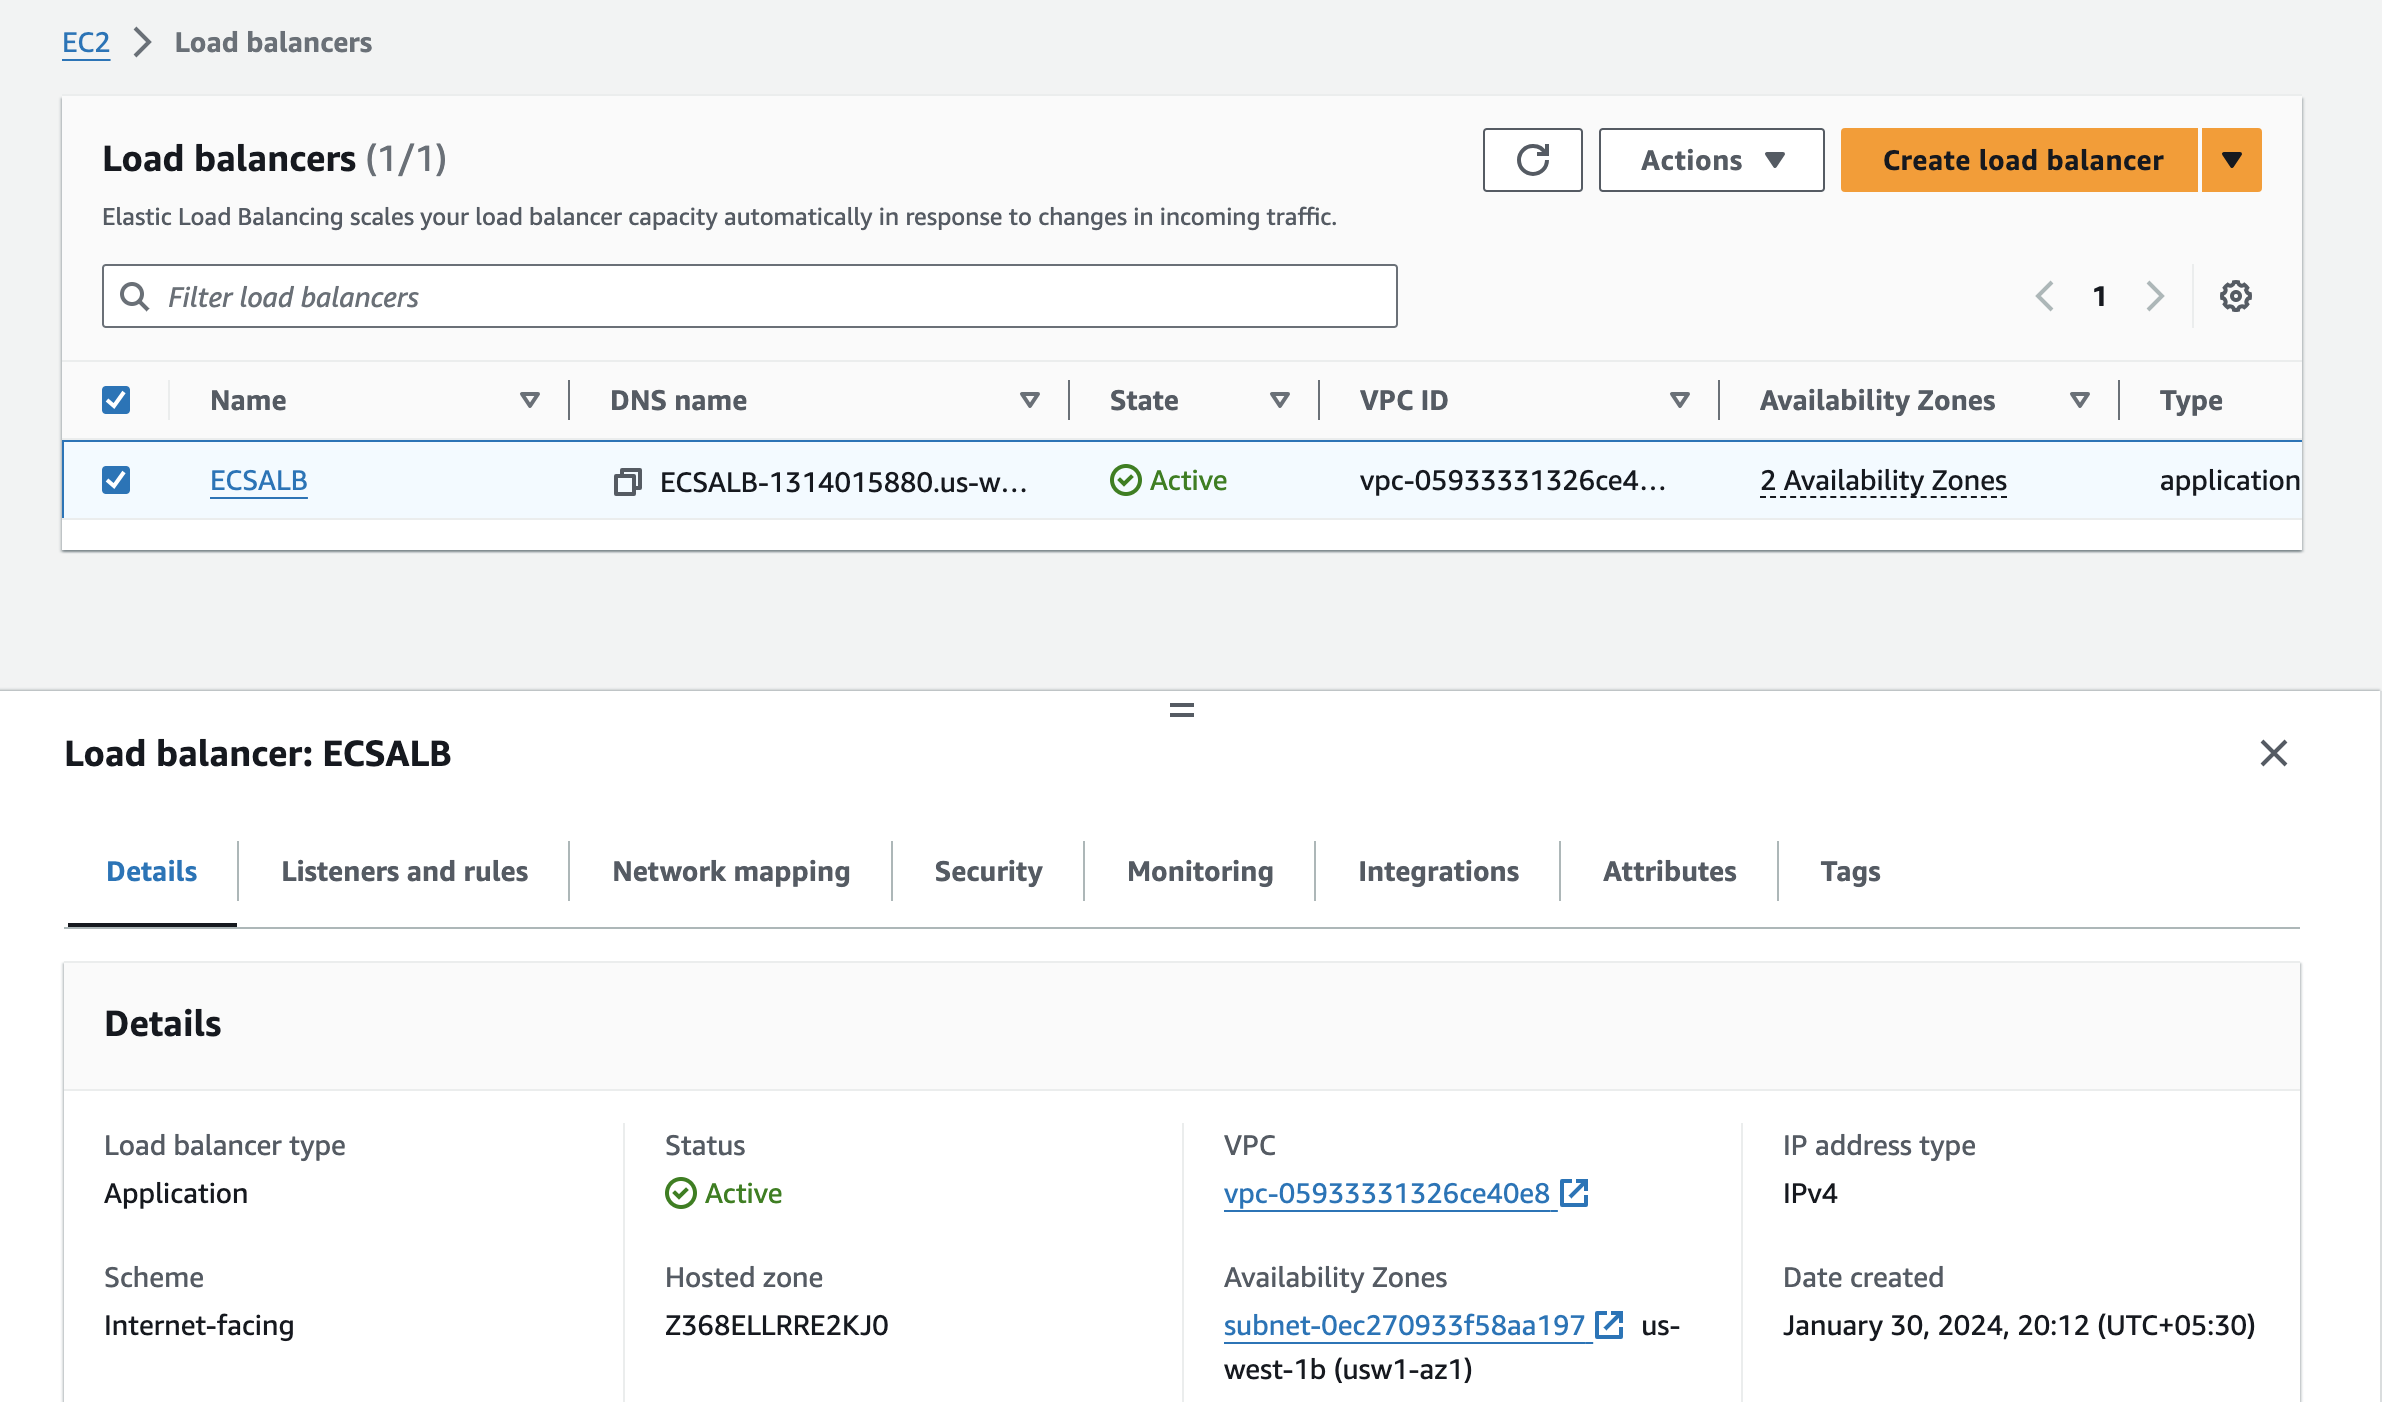 EC2 > Load balancers
Load balancers (1/1)
Actions
Create load balancer
Elastic Load Balancing scales your load balancer capacity automatically in response to changes in incoming traffic.
Filter load balancers
1
Name DNS name State VPC ID Availability Zones Type
ECSALB ECSALB-1314015880.us-w... Active vpc-05933331326ce4... 2 Availability Zones application
Load balancer: ECSALB
Details Listeners and rules Network mapping Security Monitoring Integrations Attributes Tags
Details
Load balancer type Status VPC IP address type
Application Active vpc-05933331326ce40e8 IPv4
Scheme Hosted zone Availability Zones Date created
Internet-facing Z368ELLRRE2KJ0 subnet-0ec270933f58aa197 us- January 30, 2024, 20:12 (UTC+05:30)
west-1b (usw1-az1)